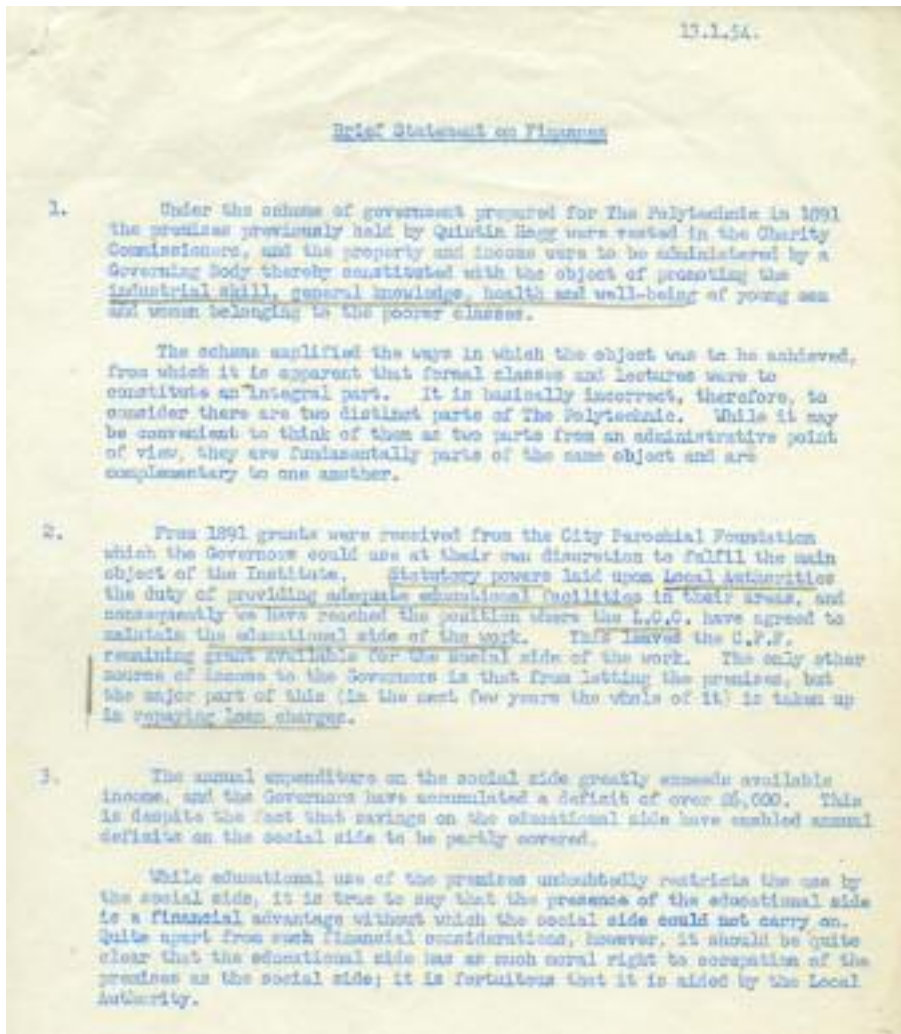 13.1.54.
Brief Statement on Finances
1. Under the scheme of government prepared for The Polytechnic in 1891
the premises previously held by Quintin Hogg were vested in the Charity
Commissioners, and the property and income were to be administered by a
Governing Body thereby constituted with the object of promoting the
industrial skill, general knowledge, health and well-being of young men
and women belonging to the poorer classes.
The scheme amplified the ways in which the object was to be achieved,
from which it is apparent that formal classes and lectures were to
constitute an integral part. It is basically incorrect, therefore, to
consider there are two distinct parts of The Polytechnic. While it may
be convenient to think of them as two parts from an administrative point
of view, they are fundamentally parts of the same object and are
complementary to one another.
2. From 1891 grants were received from the City Parochial Foundation
which the Governors could use at their own discretion to fulfil the main
object of the Institute. Statutory powers laid upon Local Authorities
the duty of providing adequate educational facilities in their areas, and
consequently we have reached the position where the L.C.C. have agreed to
maintain the educational side of the work. This leaves the C.P.F.
remaining grant available for the social side of the work. The only other
source of income to the Governors is that from letting the premises, but
the major part of this (in the next few years the whole of it) is taken up
in repaying loan charges.
3. The annual expenditure on the social side greatly exceeds available
income, and the Governors have accumulated a deficit of over £6,000. This
is despite the fact that savings on the educational side have enabled annual
deficits on the social side to be partly covered.
While educational use of the premises undoubtedly restricts the use by
the social side, it is true to say that the presence of the educational side
is a financial advantage without which the social side could not carry on.
Quite apart from such financial considerations, however, it should be quite
clear that the educational side has as much moral right to occupation of the
premises as the social side; it is fortuitous that it is aided by the Local
Authority.